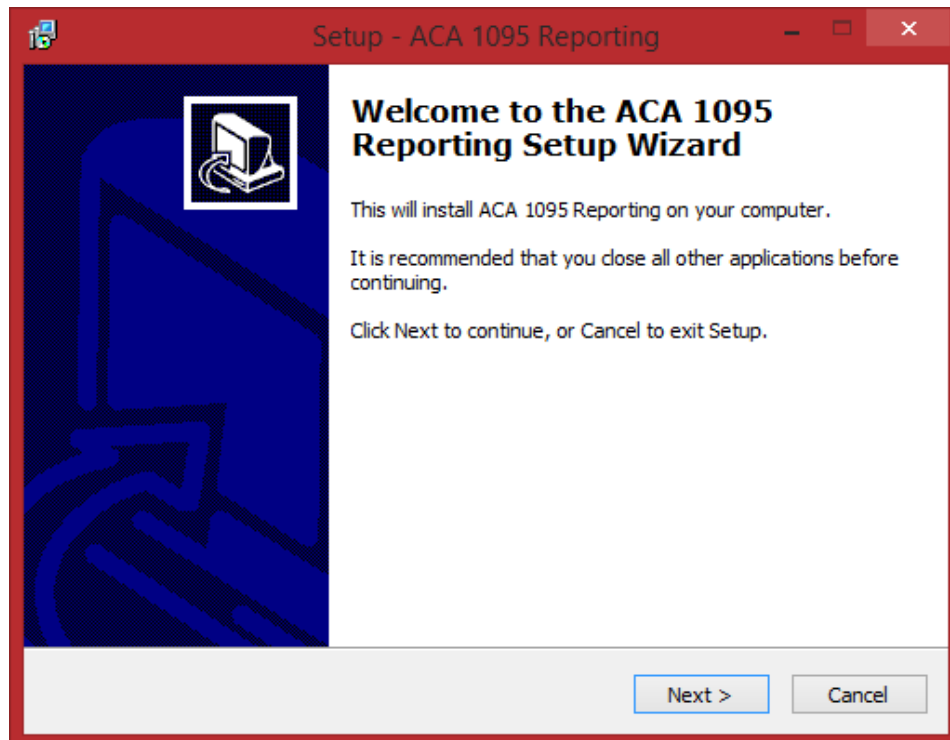 Setup - ACA 1095 Reporting
Welcome to the ACA 1095
Reporting Setup Wizard
This will install ACA 1095 Reporting on your computer.
It is recommended that you close all other applications before
continuing.
Click Next to continue, or Cancel to exit Setup.
Next >
Cancel